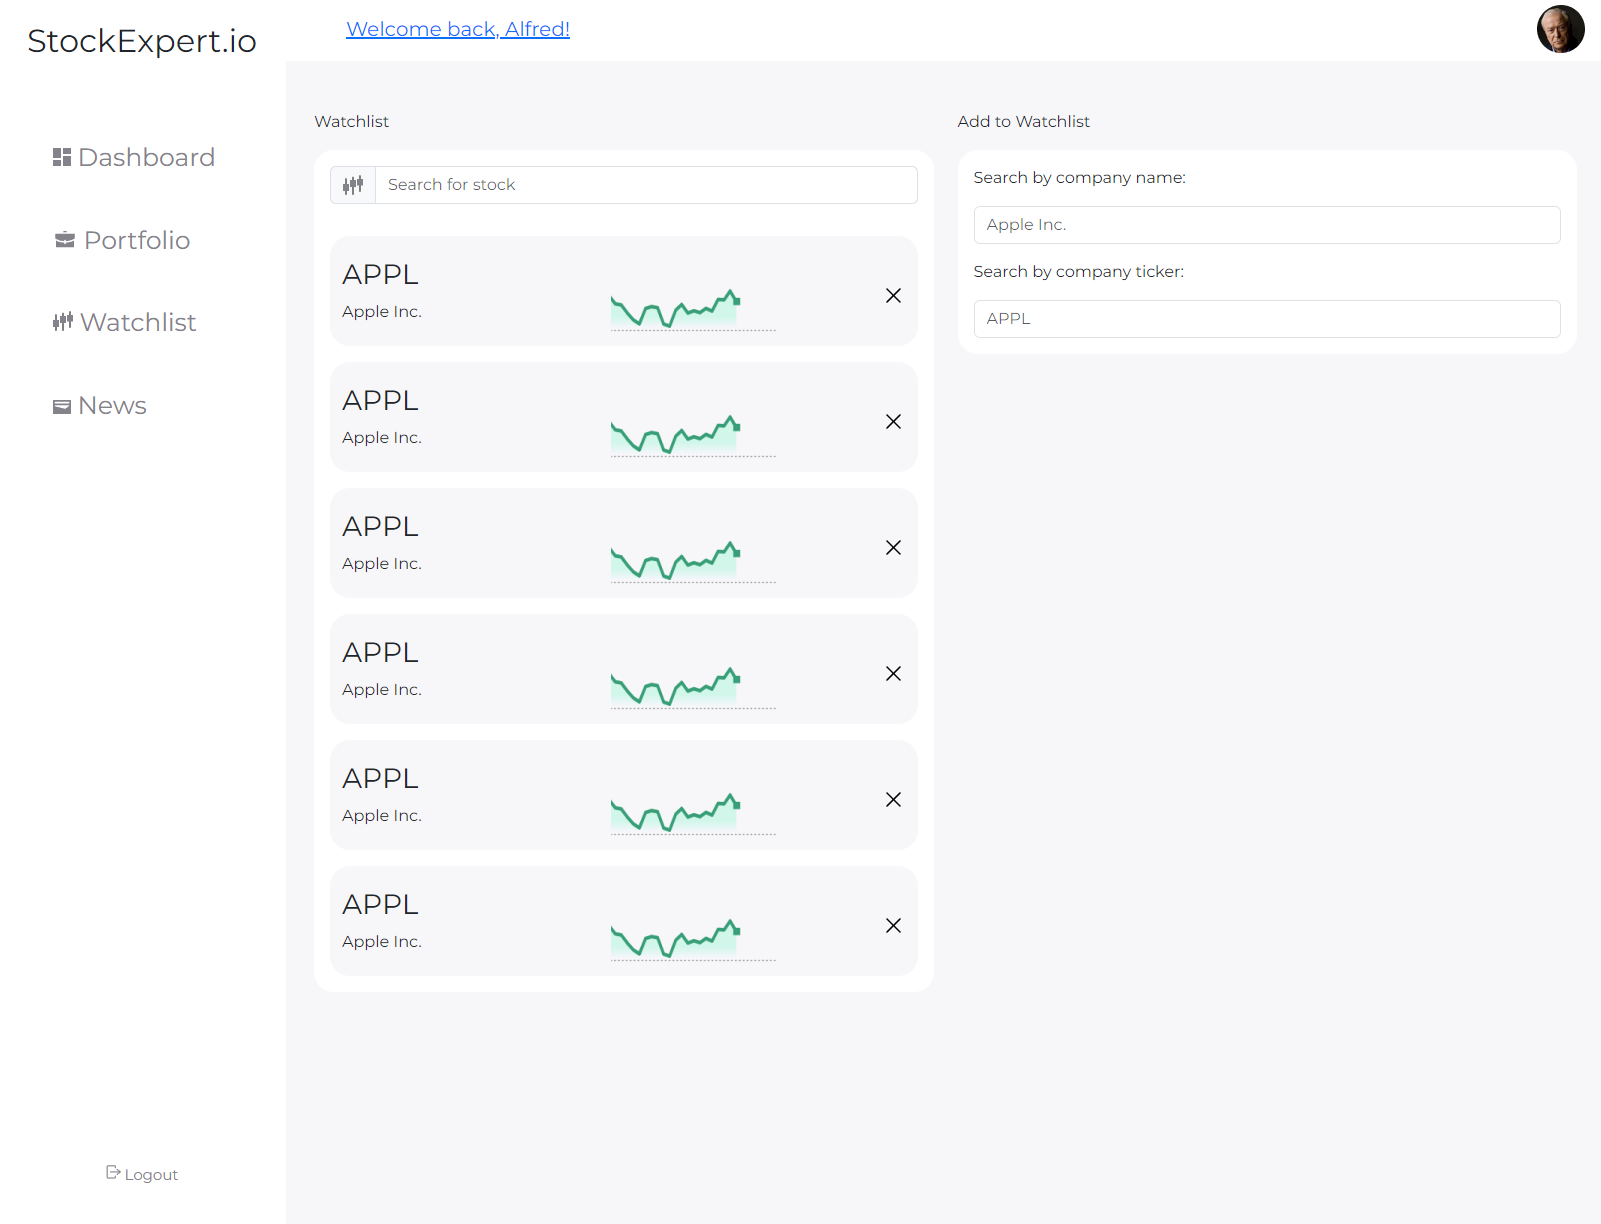 StockExpert.io
Welcome back, Alfred!
Dashboard
Portfolio
Watchlist
News
Logout
Watchlist
Search for stock
APPL
Apple Inc.
APPL
Apple Inc.
APPL
Apple Inc.
APPL
Apple Inc.
APPL
Apple Inc.
APPL
Apple Inc.
Add to Watchlist
Search by company name:
Apple Inc.
Search by company ticker:
APPL